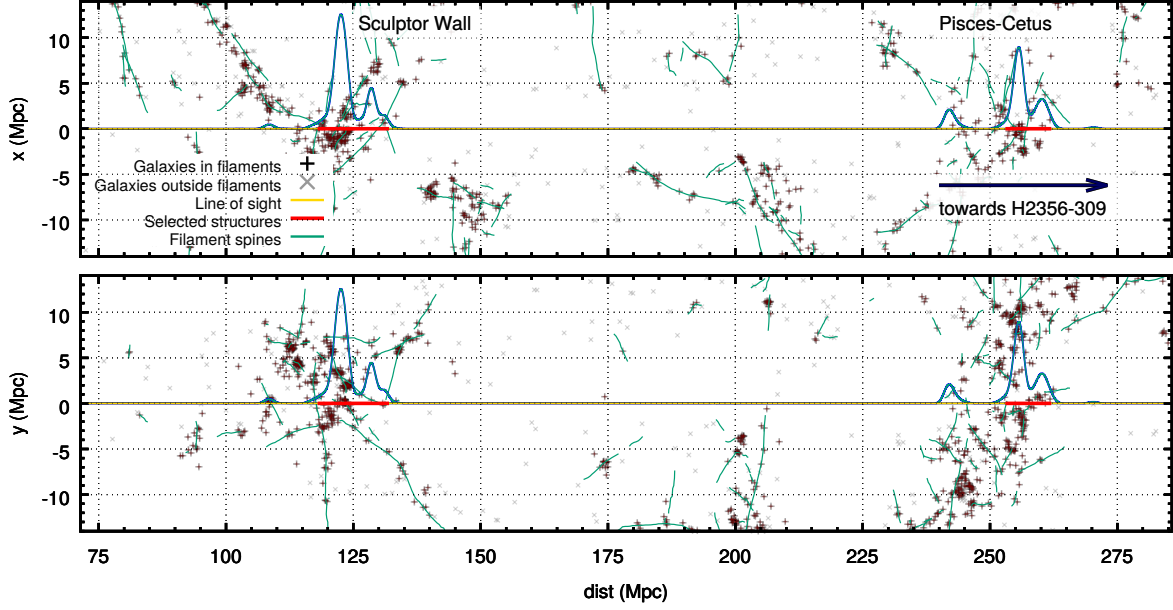 Sculptor Wall
Pisces-Cetus
10
5
0
-5
-10
x (Mpc)
Galaxies in filaments
Galaxies outside filaments
Line of sight
Selected structures
Filament spines
towards H2356-309
10
5
0
-5
-10
y (Mpc)
75 100 125 150 175 200 225 250 275
dist (Mpc)